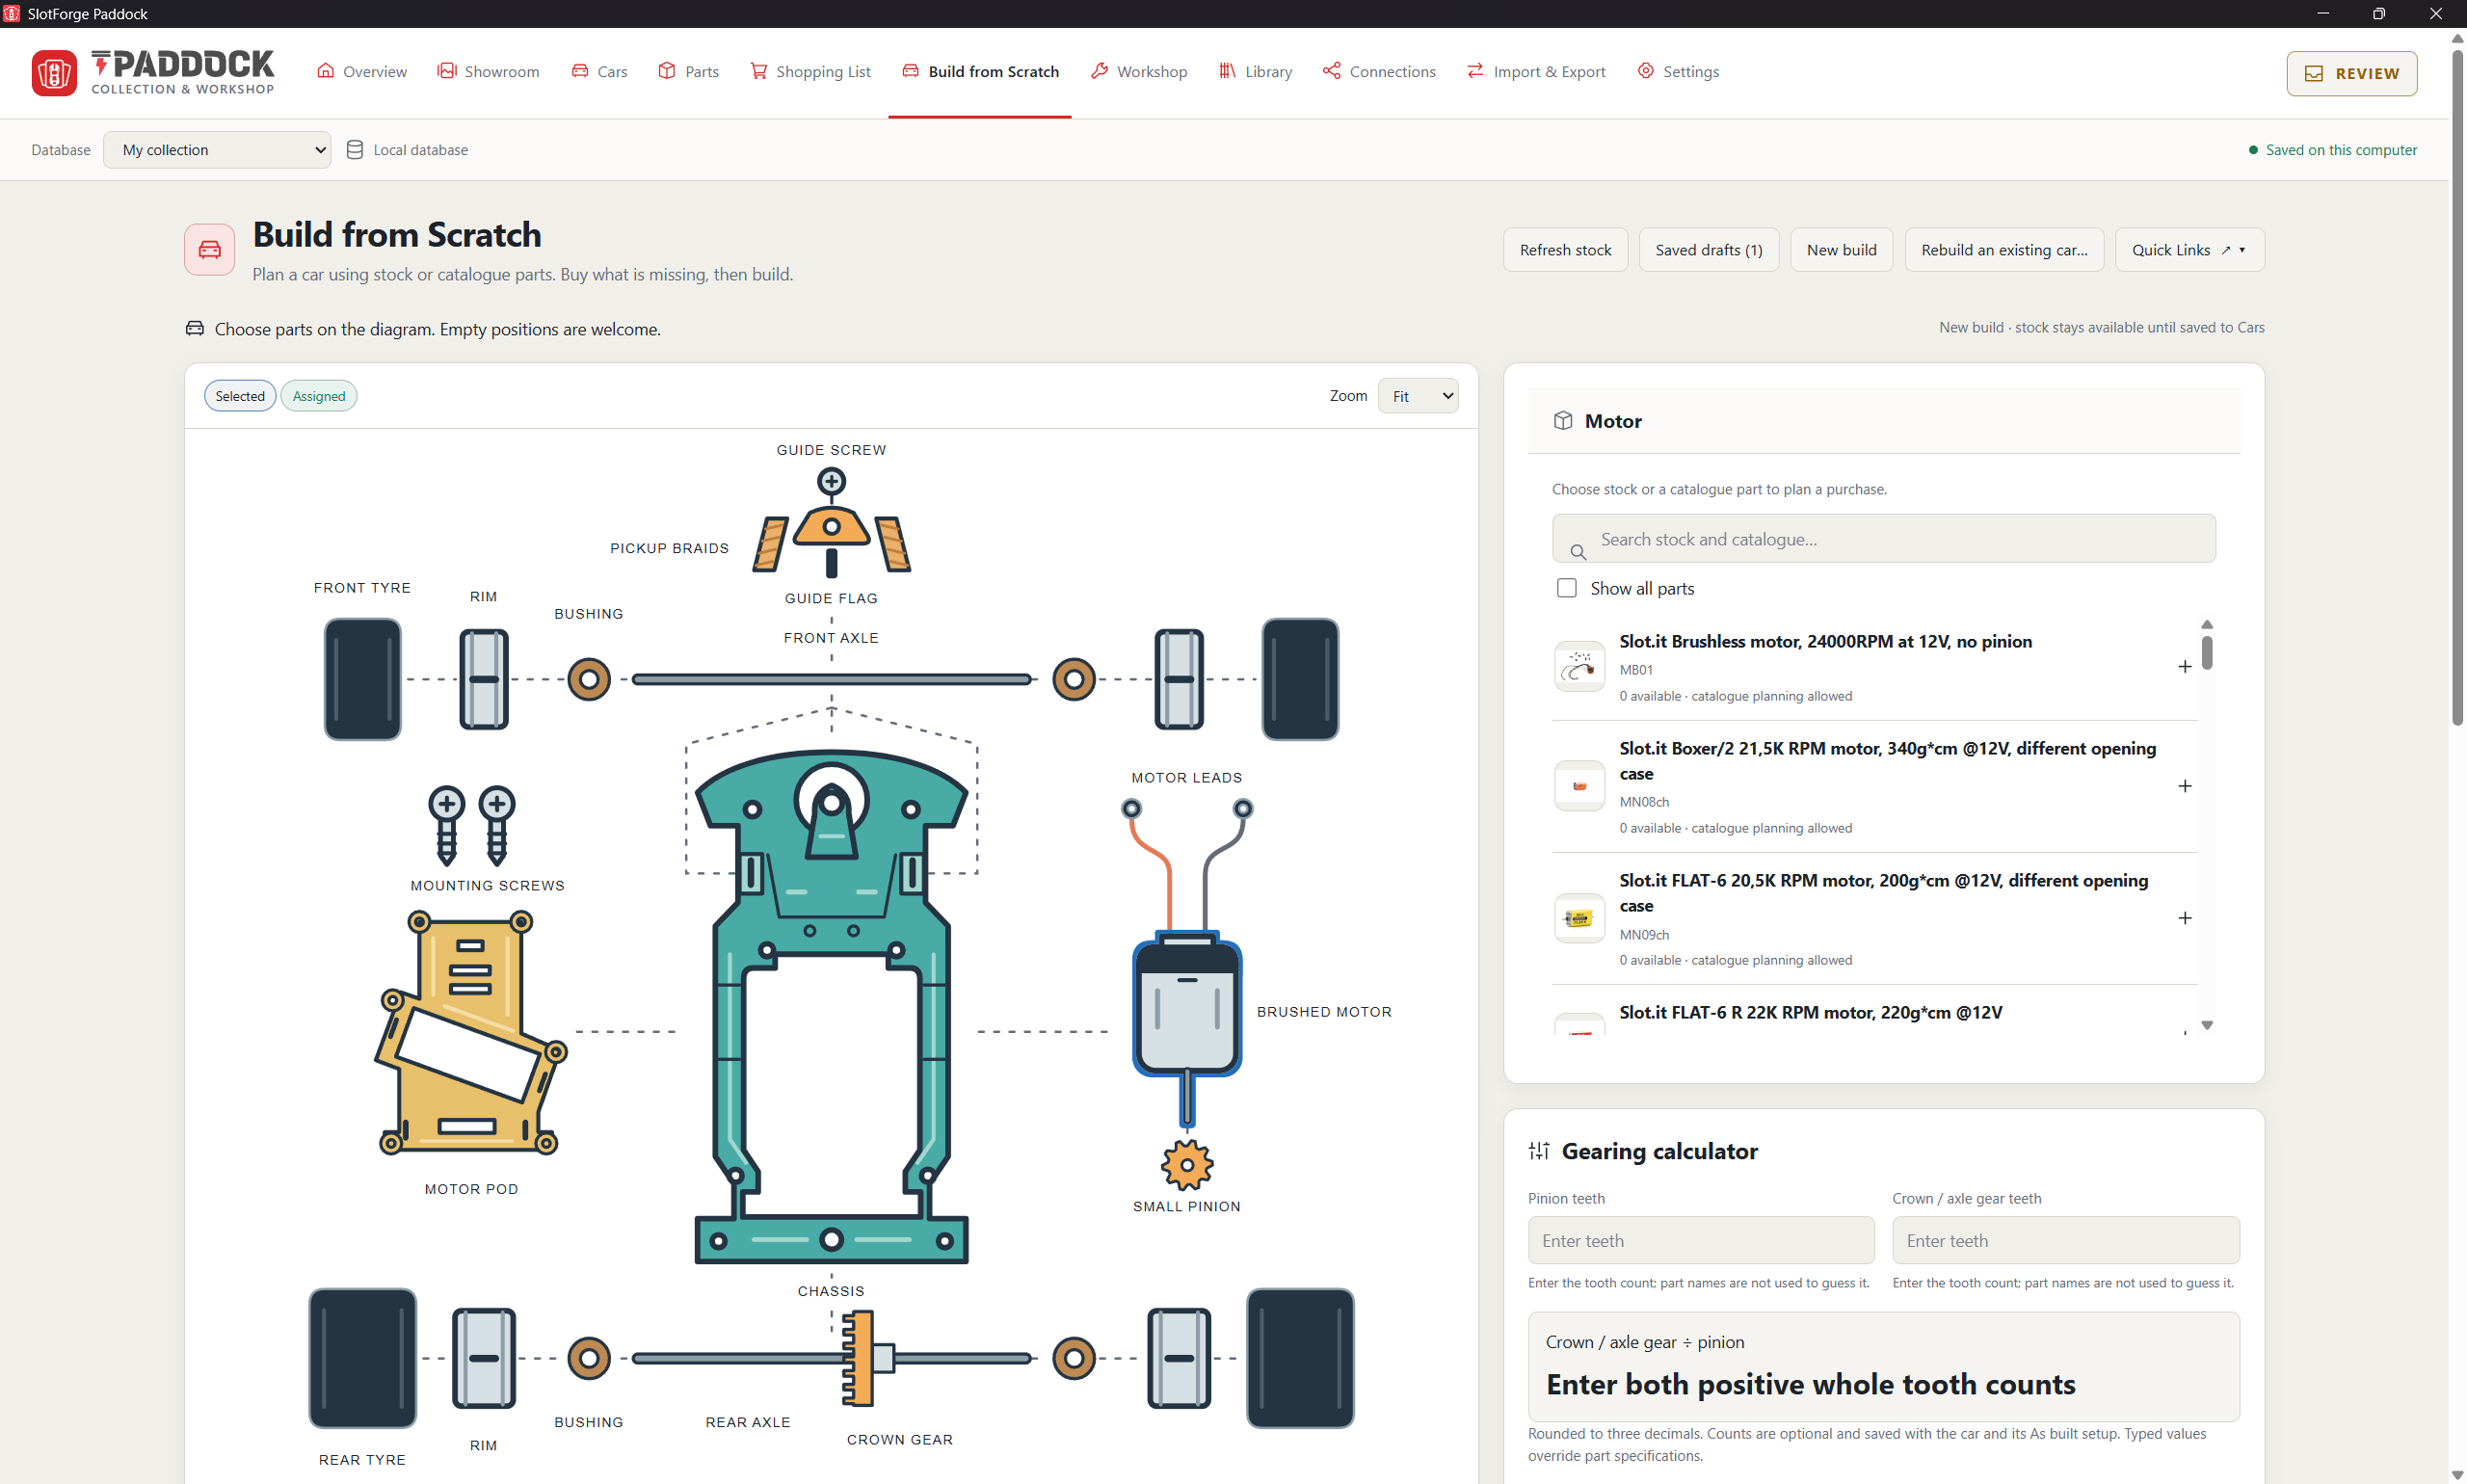 SlotForge Paddock
PADDOCK
COLLECTION & WORKSHOP
Overview
Showroom
Cars
Parts
Shopping List
Build from Scratch
Workshop
Library
Connections
Import & Export
Settings
REVIEW
Database
My collection
Local database
Saved on this computer
Build from Scratch
Plan a car using stock or catalogue parts. Buy what is missing, then build.
Refresh stock
Saved drafts (1)
New build
Rebuild an existing car...
Quick Links ↗ ▾
Choose parts on the diagram. Empty positions are welcome.
New build · stock stays available until saved to Cars
Selected
Assigned
Zoom
Fit
GUIDE SCREW
PICKUP BRAIDS
GUIDE FLAG
FRONT TYRE
RIM
BUSHING
FRONT AXLE
MOTOR LEADS
MOUNTING SCREWS
BRUSHED MOTOR
MOTOR POD
SMALL PINION
CHASSIS
BUSHING
REAR AXLE
CROWN GEAR
RIM
REAR TYRE
Motor
Choose stock or a catalogue part to plan a purchase.
Search stock and catalogue...
Show all parts
Slot.it Brushless motor, 24000RPM at 12V, no pinion
MB01
0 available · catalogue planning allowed
Slot.it Boxer/2 21,5K RPM motor, 340g*cm @12V, different opening
case
MN08ch
0 available · catalogue planning allowed
Slot.it FLAT-6 20,5K RPM motor, 200g*cm @12V, different opening
case
MN09ch
0 available · catalogue planning allowed
Slot.it FLAT-6 R 22K RPM motor, 220g*cm @12V
Gearing calculator
Pinion teeth
Crown / axle gear teeth
Enter teeth
Enter teeth
Enter the tooth count; part names are not used to guess it.
Enter the tooth count; part names are not used to guess it.
Crown / axle gear ÷ pinion
Enter both positive whole tooth counts
Rounded to three decimals. Counts are optional and saved with the car and its As built setup. Typed values
override part specifications.